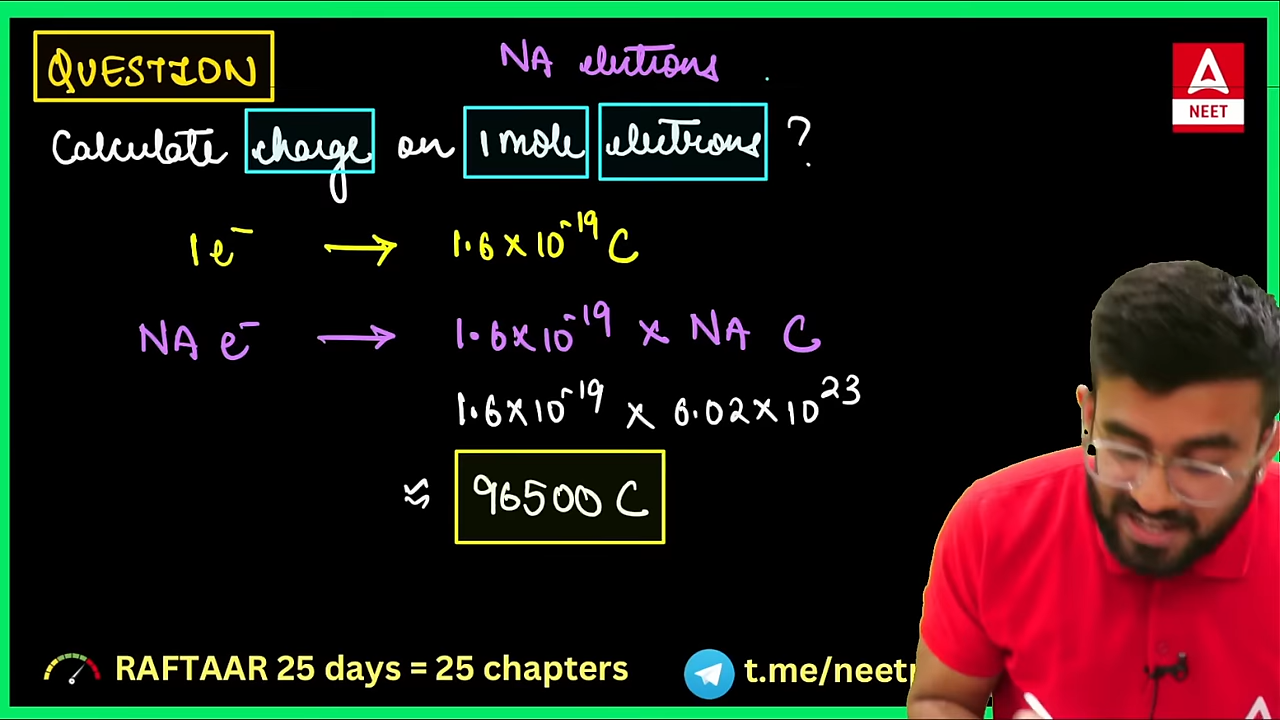 NA electrons
QUESTION
NEET
Calculate charge on 1 mole electrons ?
1e⁻ → 1.6×10⁻¹⁹ C
NA e⁻ → 1.6×10⁻¹⁹ × NA C
1.6×10⁻¹⁹ × 6.02×10²³
≈ 96500 C
RAFTAAR 25 days = 25 chapters
t.me/neetp